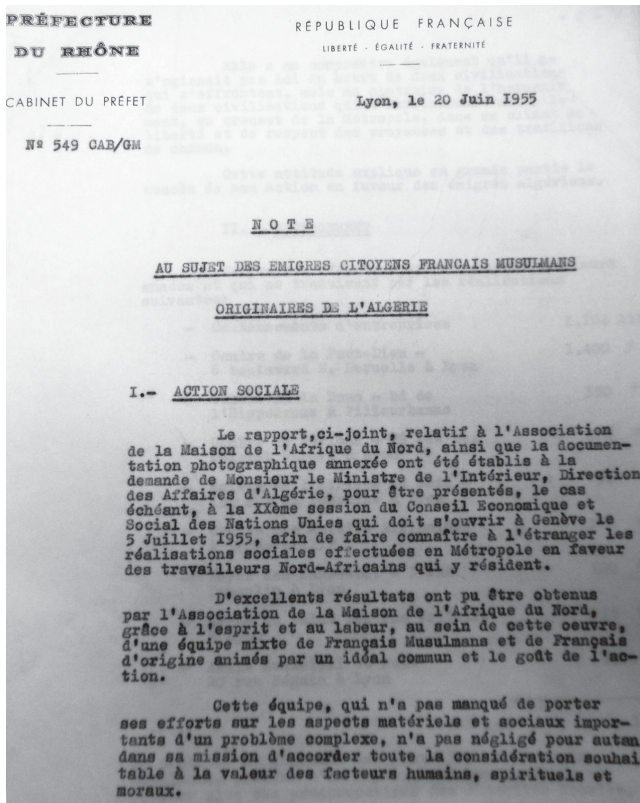 PRÉFECTURE
DU RHÔNE
CABINET DU PRÉFET
Nº 549 CAB/GM
RÉPUBLIQUE FRANÇAISE
LIBERTÉ - ÉGALITÉ - FRATERNITÉ
Lyon, le 20 Juin I955
N O T E
AU SUJET DES EMIGRES CITOYENS FRANCAIS MUSULMANS
ORIGINAIRES DE L'ALGERIE
I.- ACTION SOCIALE
Le rapport,ci-joint, relatif à l'Association
de la Maison de l'Afrique du Nord, ainsi que la documen-
tation photographique annexée ont été établis à la
demande de Monsieur le Ministre de l'Intérieur, Direction
des Affaires d'Algérie, pour être présentés, le cas
échéant, à la XXème session du Conseil Economique et
Social des Nations Unies qui doit s'ouvrir à Genève le
5 Juillet I955, afin de faire connaître à l'étranger les
réalisations sociales effectuées en Métropole en faveur
des travailleurs Nord-Africains qui y résident.
D'excellents résultats ont pu être obtenus
par l'Association de la Maison de l'Afrique du Nord,
grâce à l'esprit et au labeur, au sein de cette oeuvre,
d'une équipe mixte de Français Musulmans et de Français
d'origine animés par un idéal commun et le goût de l'ac-
tion.
Cette équipe, qui n'a pas manqué de porter
ses efforts sur les aspects matériels et sociaux impor-
tants d'un problème complexe, n'a pas négligé pour autan
dans sa mission d'accorder toute la considération souhai
table à la valeur des facteurs humains, spirituels et
moraux.